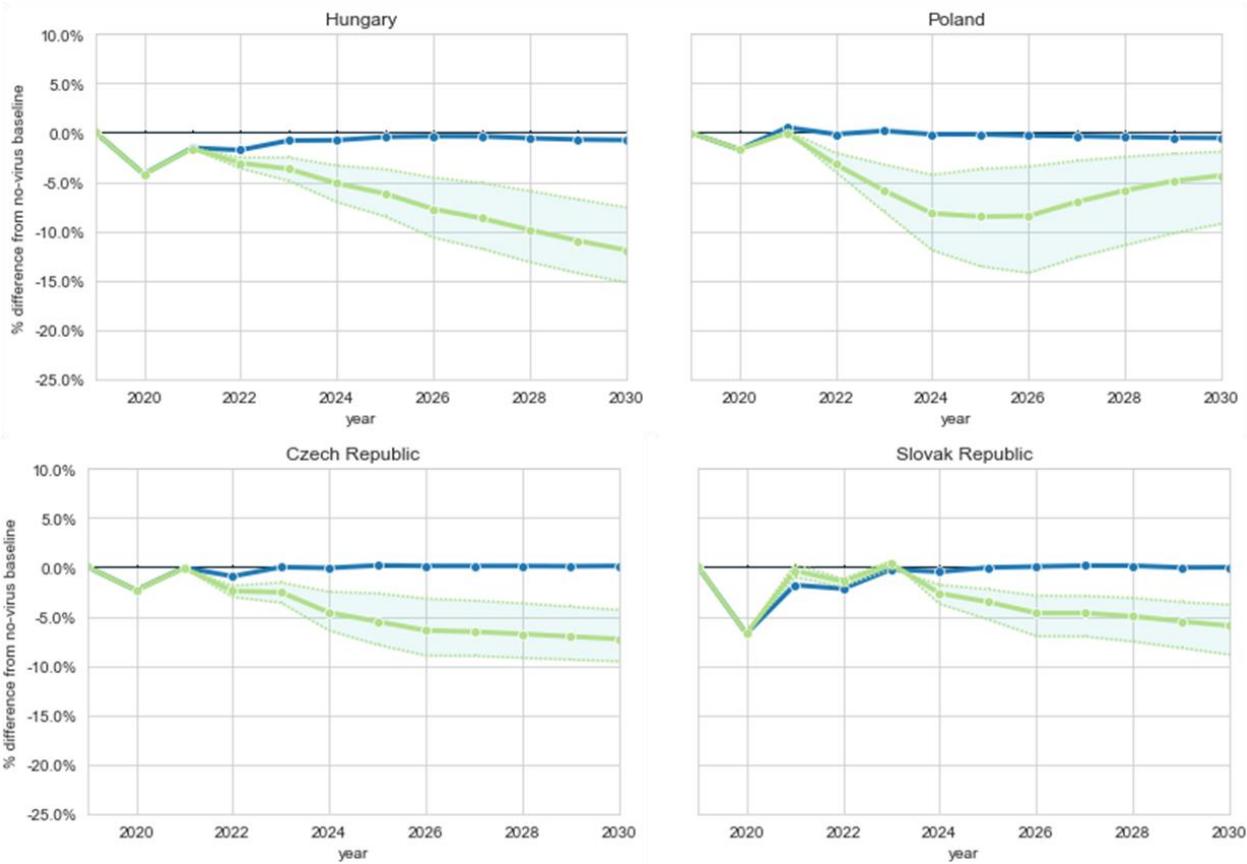 Hungary
% difference from no-virus baseline
10.0%
5.0%
0.0%
-5.0%
-10.0%
-15.0%
-20.0%
-25.0%
2020 2022 2024 2026 2028 2030
year
Poland
2020 2022 2024 2026 2028 2030
year
Czech Republic
% difference from no-virus baseline
10.0%
5.0%
0.0%
-5.0%
-10.0%
-15.0%
-20.0%
-25.0%
2020 2022 2024 2026 2028 2030
year
Slovak Republic
2020 2022 2024 2026 2028 2030
year